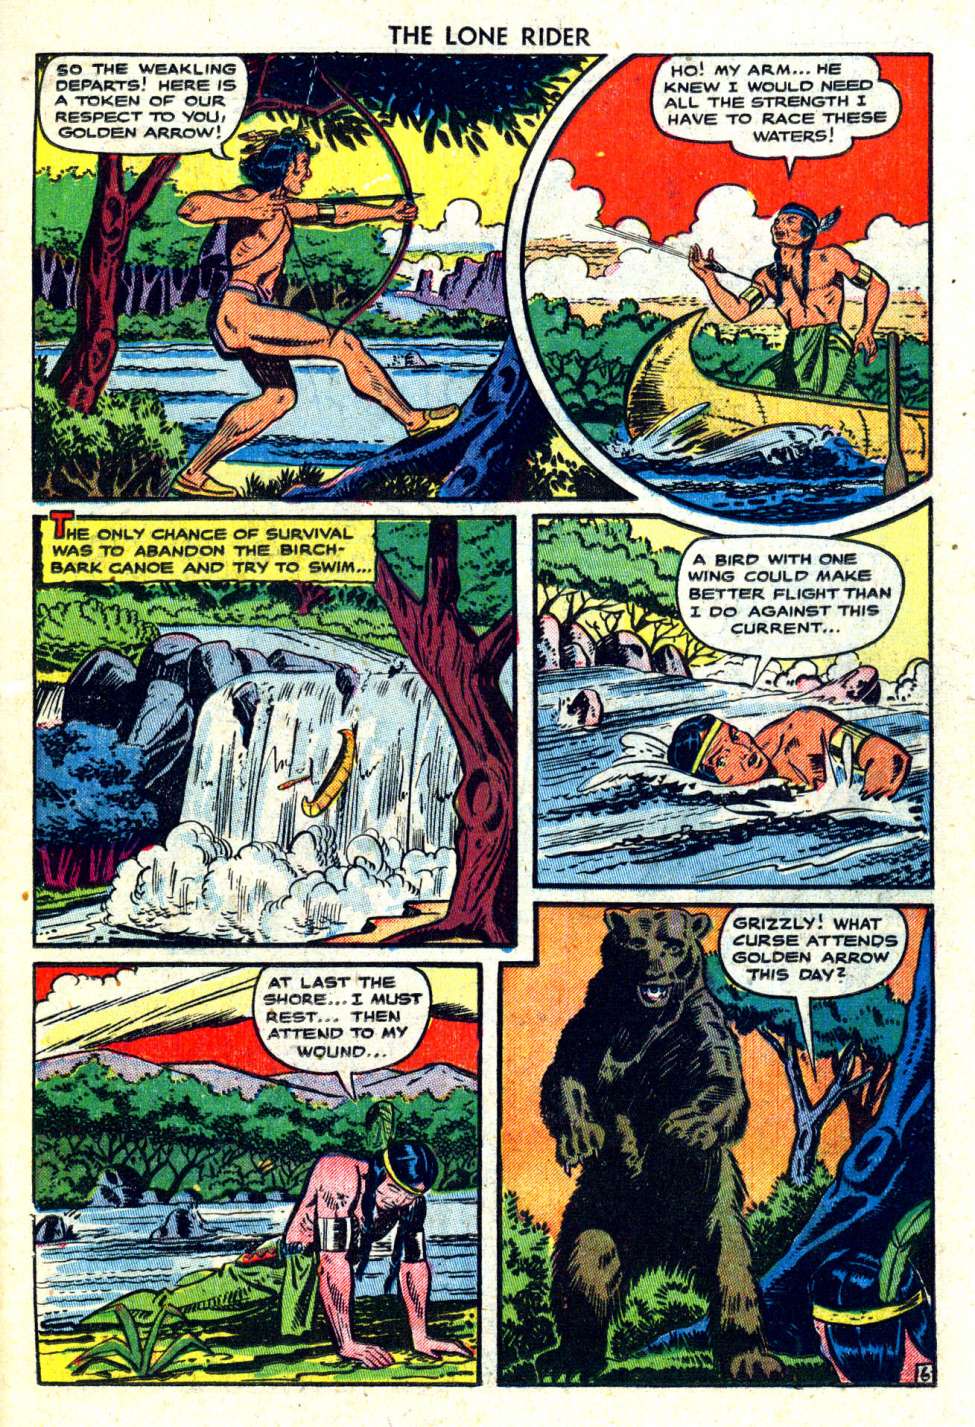 THE LONE RIDER
SO THE WEAKLING
DEPARTS! HERE IS
A TOKEN OF OUR
RESPECT TO YOU,
GOLDEN ARROW!
HO! MY ARM... HE
KNEW I WOULD NEED
ALL THE STRENGTH I
HAVE TO RACE THESE
WATERS!
THE ONLY CHANCE OF SURVIVAL
WAS TO ABANDON THE BIRCH-
BARK CANOE AND TRY TO SWIM...
A BIRD WITH ONE
WING COULD MAKE
BETTER FLIGHT THAN
I DO AGAINST THIS
CURRENT...
AT LAST THE
SHORE... I MUST
REST... THEN
ATTEND TO MY
WOUND...
GRIZZLY! WHAT
CURSE ATTENDS
GOLDEN ARROW
THIS DAY?
6